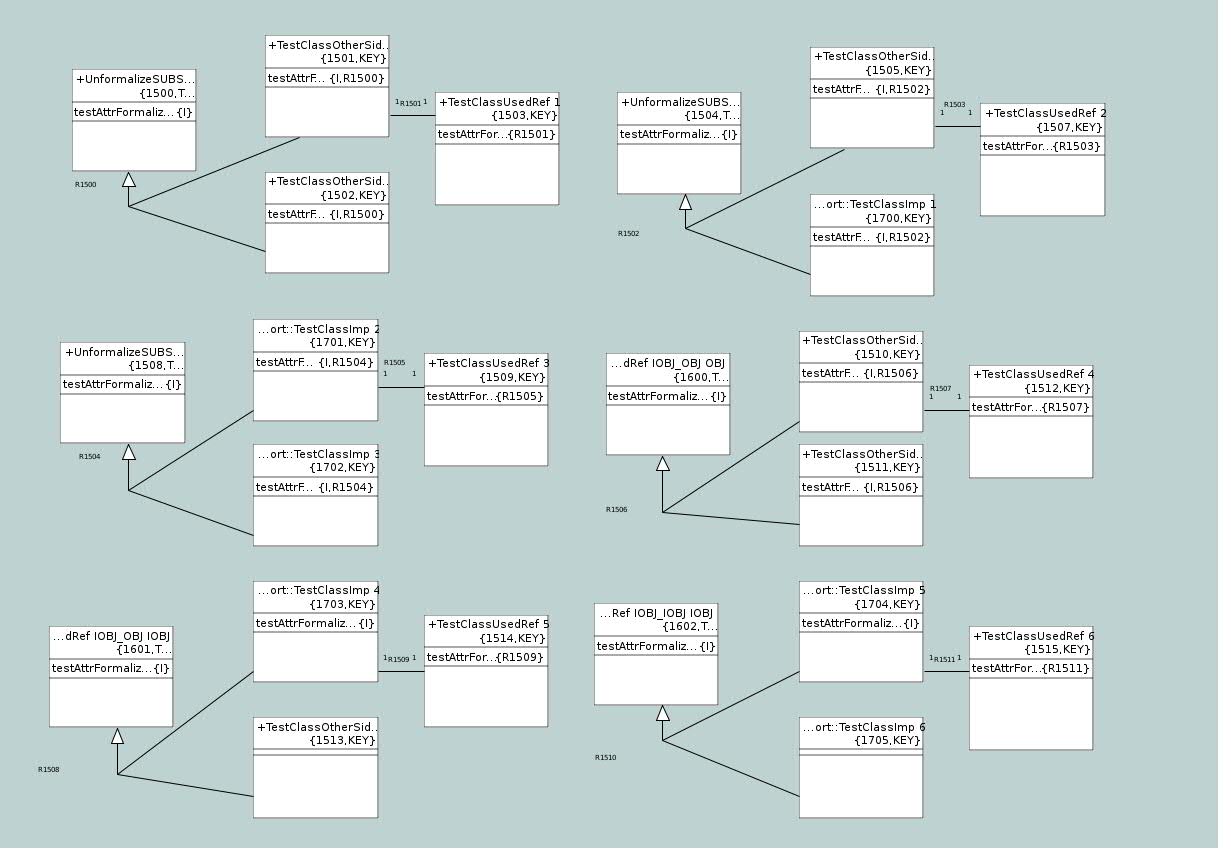 +UnformalizeSUBS...
{1500,T...
testAttrFormaliz... {I}
R1500
+TestClassOtherSid..
{1501,KEY}
testAttrF... {I,R1500}
1 R1501 1
+TestClassUsedRef 1
{1503,KEY}
testAttrFor...{R1501}
+TestClassOtherSid..
{1502,KEY}
testAttrF... {I,R1500}
+UnformalizeSUBS...
{1504,T...
testAttrFormaliz... {I}
R1502
+TestClassOtherSid..
{1505,KEY}
testAttrF... {I,R1502}
R1503
1 1
+TestClassUsedRef 2
{1507,KEY}
testAttrFor...{R1503}
...ort::TestClassImp 1
{1700,KEY}
testAttrF... {I,R1502}
+UnformalizeSUBS...
{1508,T...
testAttrFormaliz... {I}
R1504
...ort::TestClassImp 2
{1701,KEY}
testAttrF... {I,R1504}
R1505
1 1
+TestClassUsedRef 3
{1509,KEY}
testAttrFor...{R1505}
...ort::TestClassImp 3
{1702,KEY}
testAttrF... {I,R1504}
...dRef IOBJ_OBJ OBJ
{1600,T...
testAttrFormaliz... {I}
R1506
+TestClassOtherSid..
{1510,KEY}
testAttrF... {I,R1506}
R1507
1 1
+TestClassUsedRef 4
{1512,KEY}
testAttrFor...{R1507}
+TestClassOtherSid..
{1511,KEY}
testAttrF... {I,R1506}
...dRef IOBJ_OBJ IOBJ
{1601,T...
testAttrFormaliz... {I}
R1508
...ort::TestClassImp 4
{1703,KEY}
testAttrFormaliz... {I}
1 R1509 1
+TestClassUsedRef 5
{1514,KEY}
testAttrFor...{R1509}
+TestClassOtherSid..
{1513,KEY}
...Ref IOBJ_IOBJ IOBJ
{1602,T...
testAttrFormaliz... {I}
R1510
...ort::TestClassImp 5
{1704,KEY}
testAttrFormaliz... {I}
1 R1511 1
+TestClassUsedRef 6
{1515,KEY}
testAttrFor...{R1511}
...ort::TestClassImp 6
{1705,KEY}